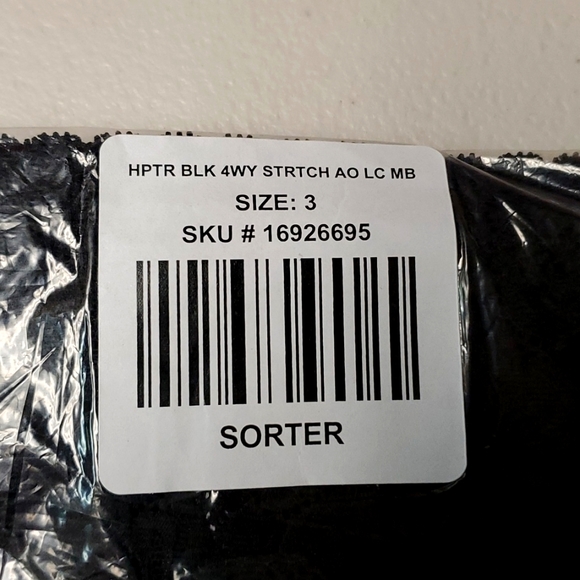 HPTR BLK 4WY STRTCH AO LC MB
SIZE: 3
SKU # 16926695
SORTER